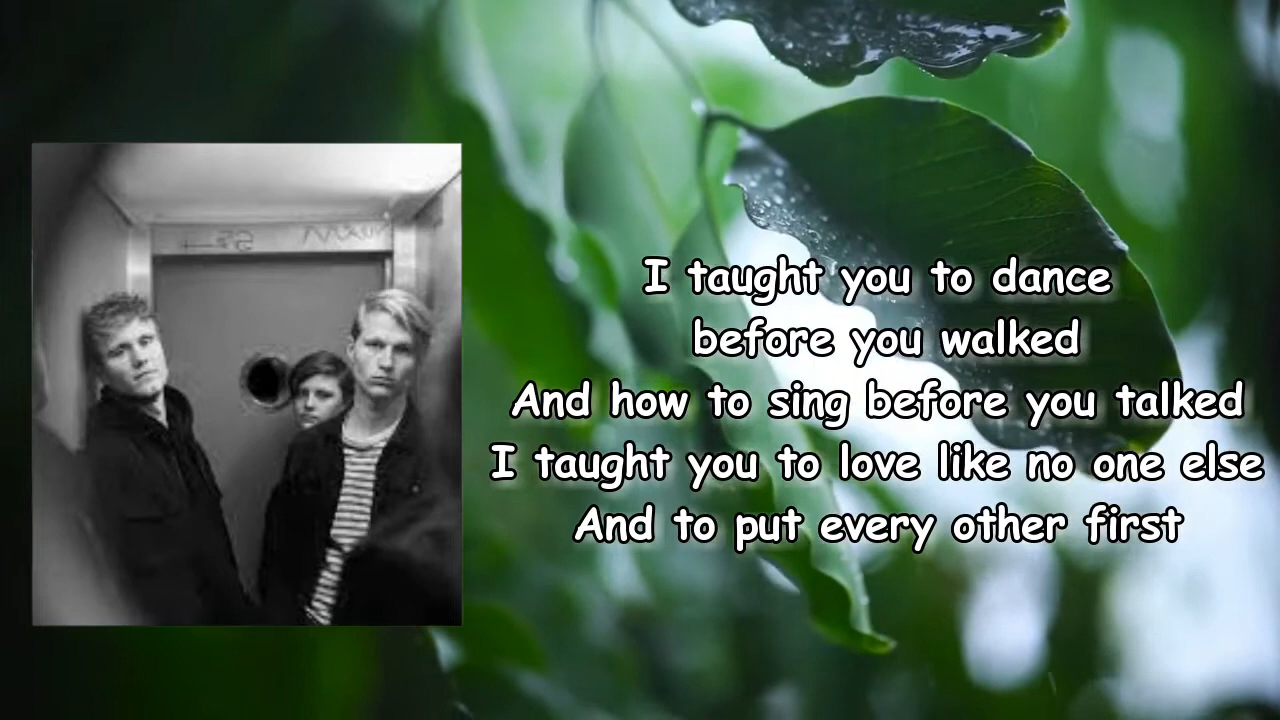 I taught you to dance
before you walked
And how to sing before you talked
I taught you to love like no one else
And to put every other first